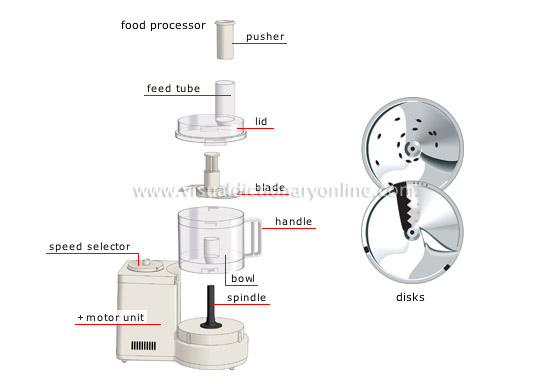 food processor
pusher
feed tube
lid
www.visualdictionaryonline.com
blade
handle
speed selector
bowl
spindle
disks
+ motor unit